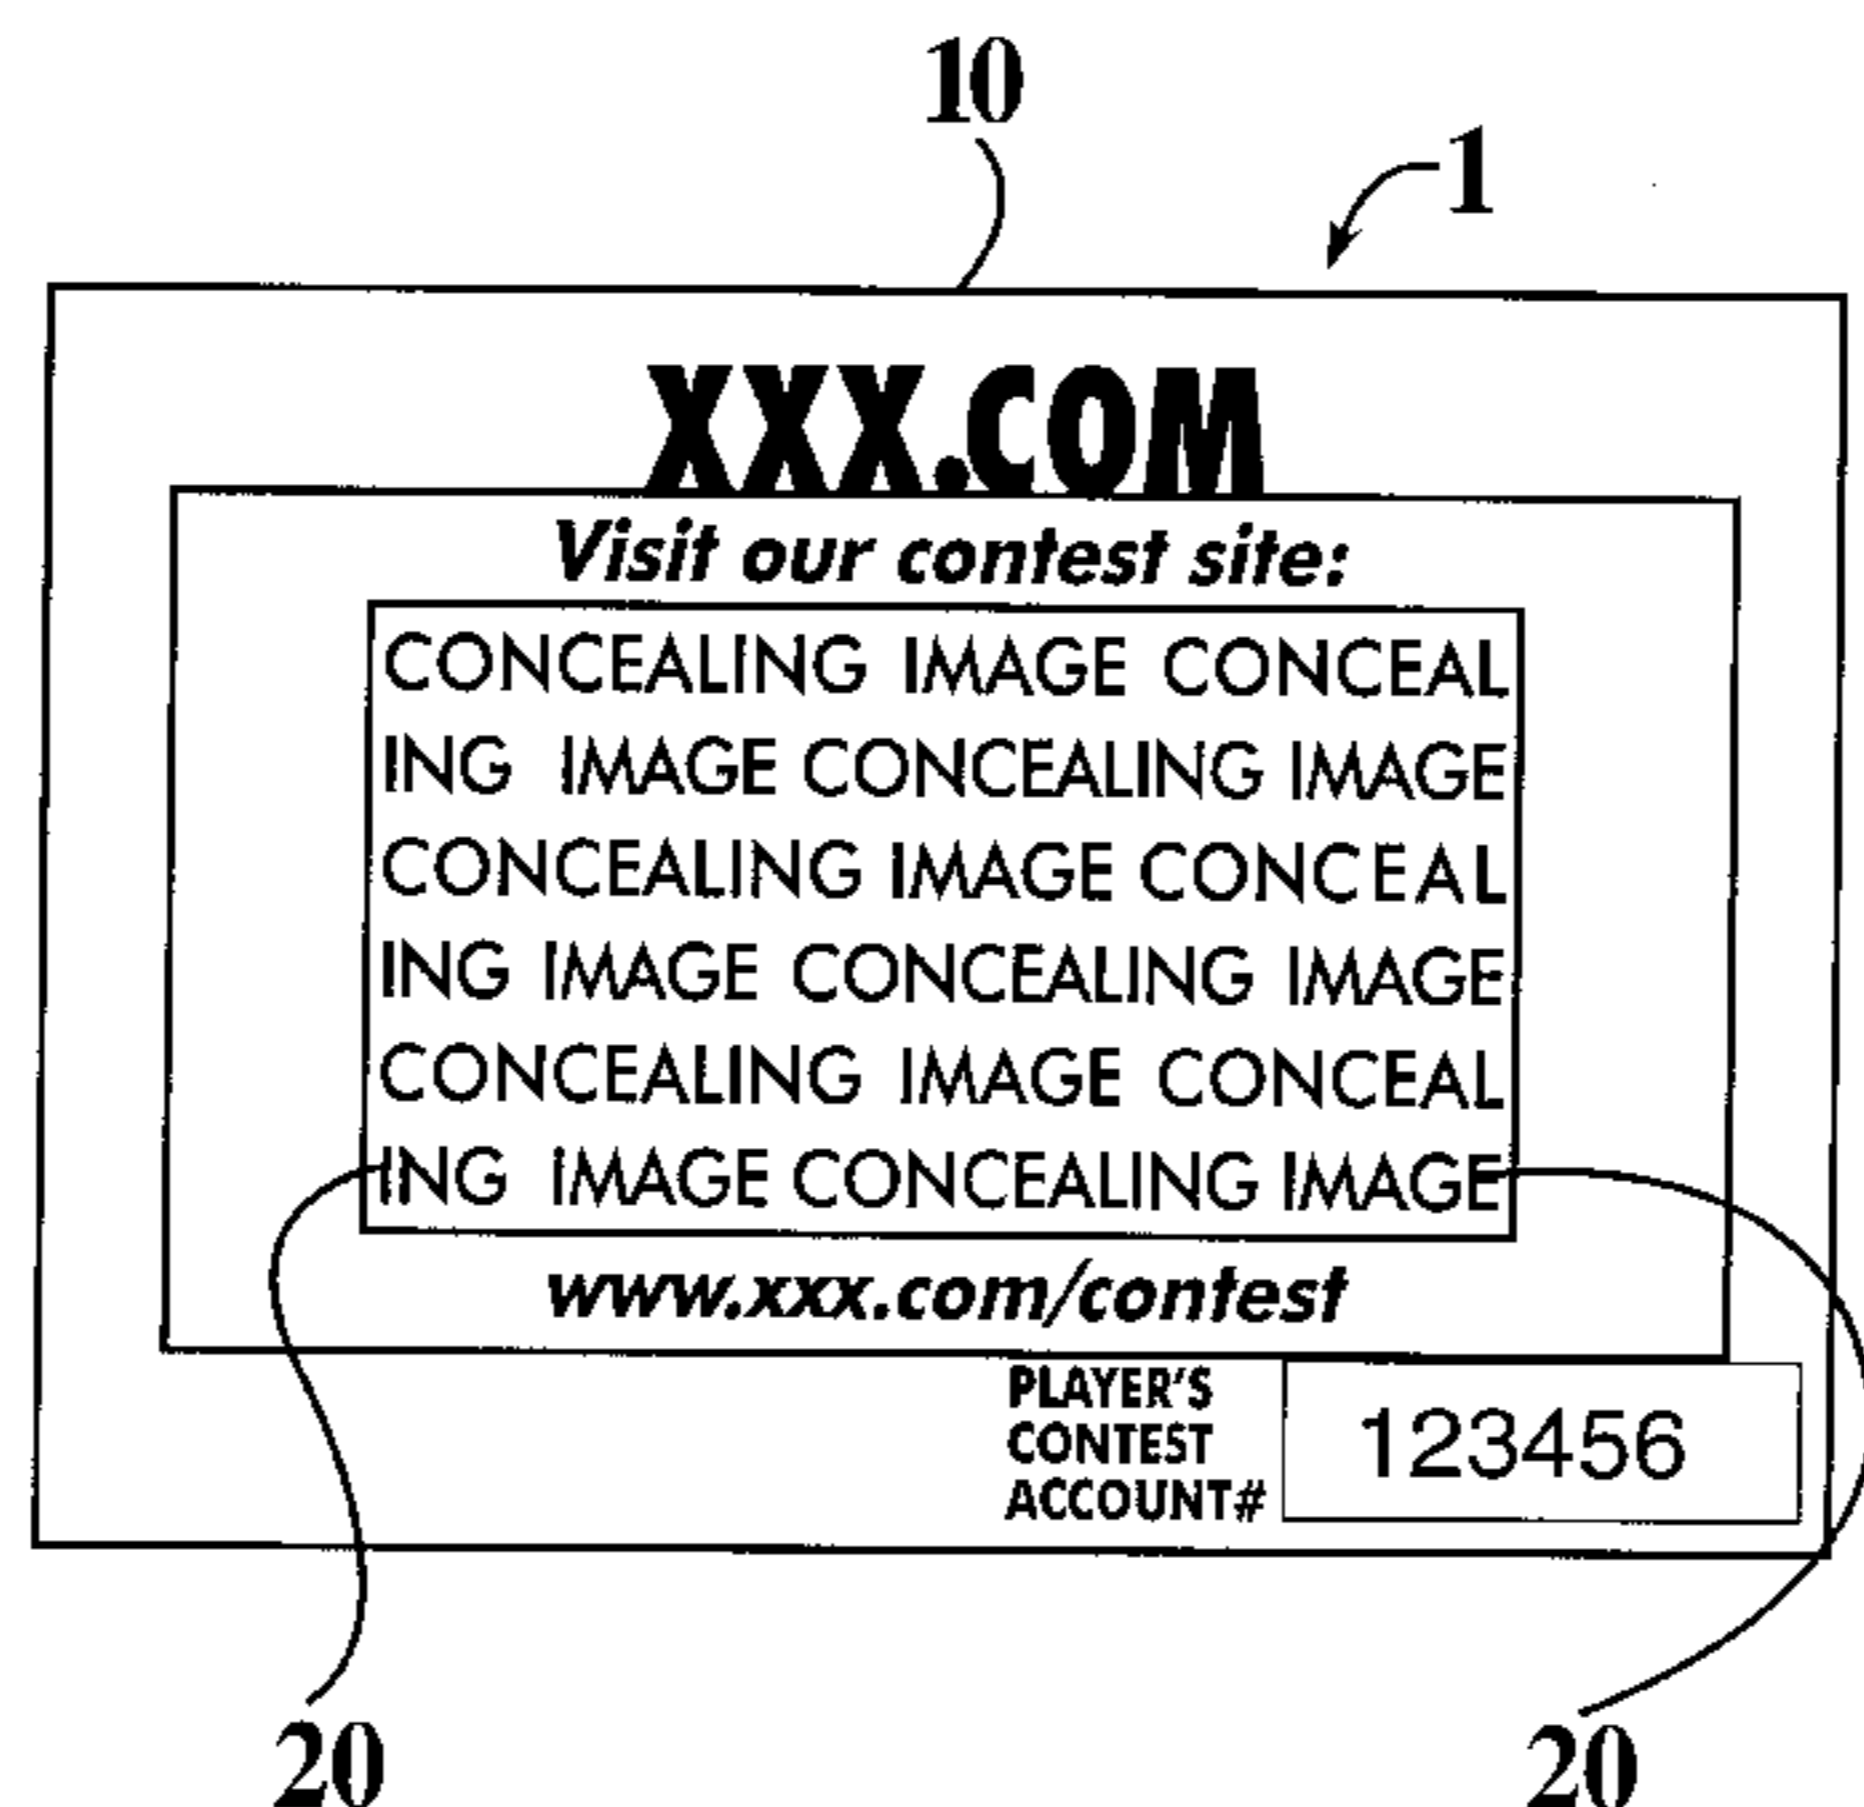 10
1
XXX.COM
Visit our contest site:
CONCEALING IMAGE CONCEAL
ING IMAGE CONCEALING IMAGE
CONCEALING IMAGE CONCEAL
ING IMAGE CONCEALING IMAGE
CONCEALING IMAGE CONCEAL
ING IMAGE CONCEALING IMAGE
www.xxx.com/contest
PLAYER'S
CONTEST
ACCOUNT#
123456
20
20